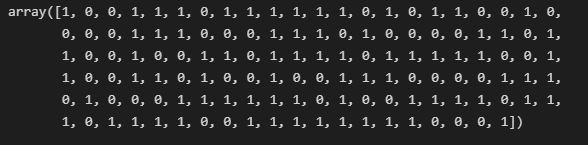 array([1, 0, 0, 1, 1, 1, 0, 1, 1, 1, 1, 1, 1, 0, 1, 0, 1, 1, 0, 0, 1, 0,
0, 0, 0, 1, 1, 1, 0, 0, 0, 1, 1, 1, 0, 1, 0, 0, 0, 0, 1, 1, 0, 1,
1, 0, 0, 1, 0, 1, 0, 0, 1, 1, 1, 1, 1, 0, 1, 1, 1, 1, 1, 0, 0, 1,
1, 0, 0, 1, 1, 0, 1, 0, 0, 1, 0, 0, 1, 1, 1, 0, 0, 0, 0, 1, 1, 1,
0, 1, 0, 0, 0, 1, 1, 1, 1, 1, 1, 0, 1, 0, 0, 1, 1, 1, 1, 0, 1, 1,
1, 0, 1, 1, 1, 1, 0, 0, 1, 1, 1, 1, 1, 1, 1, 1, 0, 0, 0, 1])